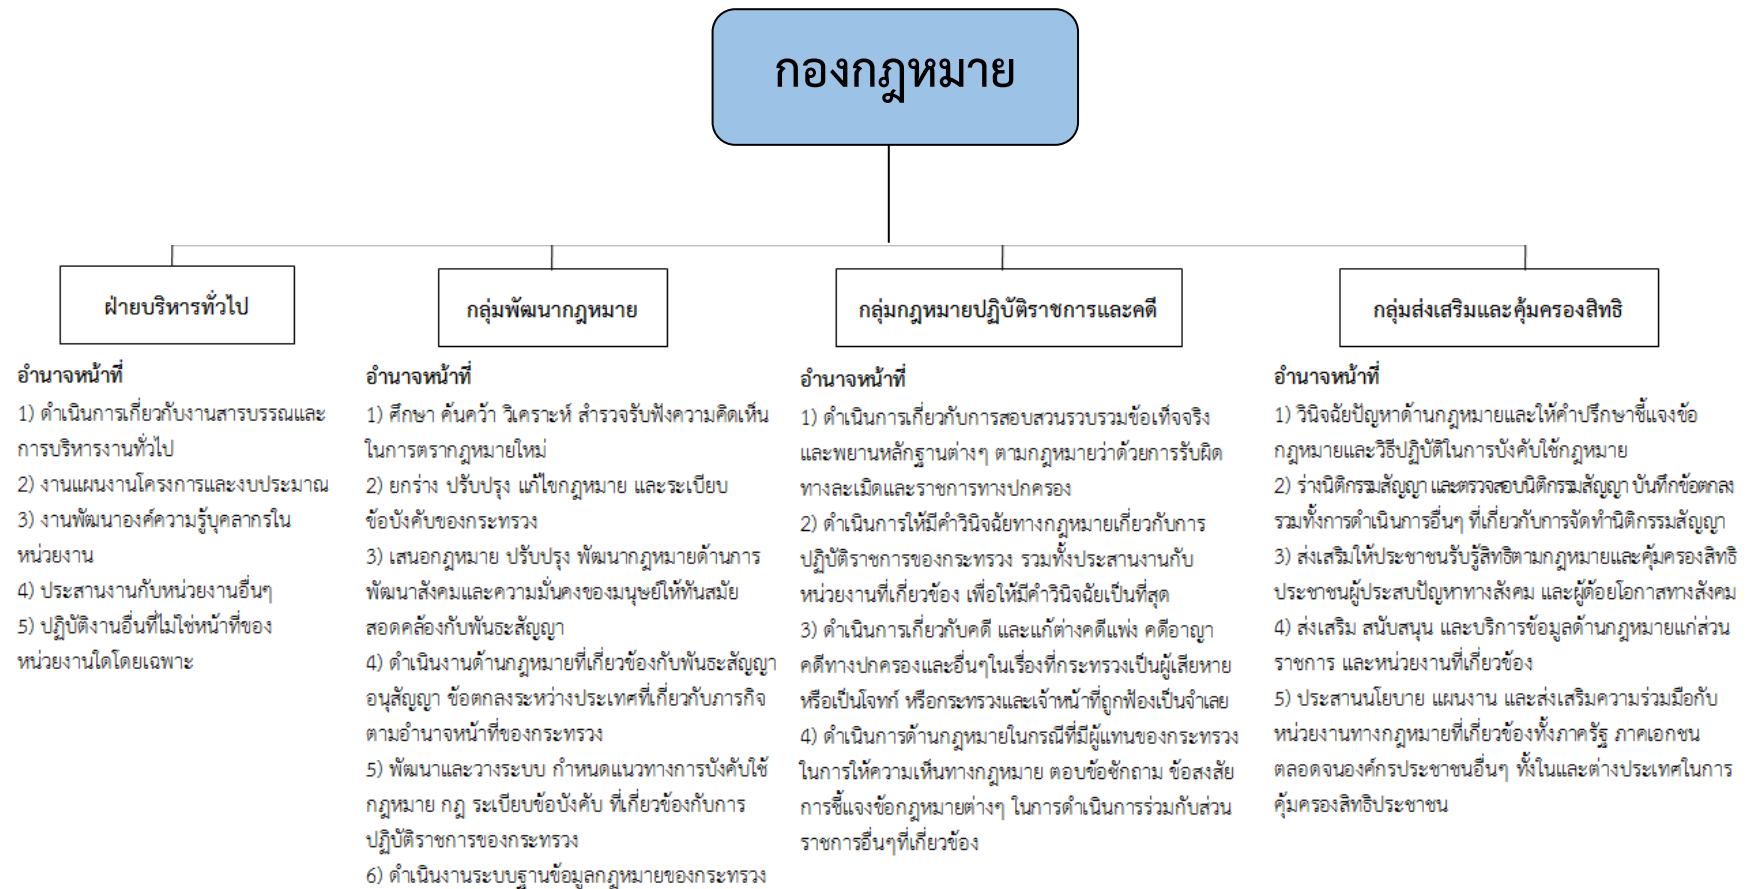 กองกฎหมาย
ฝ่ายบริหารทั่วไป
อำนาจหน้าที่
1) ดำเนินการเกี่ยวกับงานสารบรรณและ
การบริหารงานทั่วไป
2) งานแผนงานโครงการและงบประมาณ
3) งานพัฒนาองค์ความรู้บุคลากรใน
หน่วยงาน
4) ประสานงานกับหน่วยงานอื่นๆ
5) ปฏิบัติงานอื่นที่ไม่ใช่หน้าที่ของ
หน่วยงานใดโดยเฉพาะ
กลุ่มพัฒนากฎหมาย
อำนาจหน้าที่
1) ศึกษา ค้นคว้า วิเคราะห์ สำรวจรับฟังความคิดเห็น
ในการตรากฎหมายใหม่
2) ยกร่าง ปรับปรุง แก้ไขกฎหมาย และระเบียบ
ข้อบังคับของกระทรวง
3) เสนอกฎหมาย ปรับปรุง พัฒนากฎหมายด้านการ
พัฒนาสังคมและความมั่นคงของมนุษย์ให้ทันสมัย
สอดคล้องกับพันธะสัญญา
4) ดำเนินงานด้านกฎหมายที่เกี่ยวข้องกับพันธะสัญญา
อนุสัญญา ข้อตกลงระหว่างประเทศที่เกี่ยวกับภารกิจ
ตามอำนาจหน้าที่ของกระทรวง
5) พัฒนาและวางระบบ กำหนดแนวทางการบังคับใช้
กฎหมาย กฎ ระเบียบข้อบังคับ ที่เกี่ยวข้องกับการ
ปฏิบัติราชการของกระทรวง
6) ดำเนินงานระบบฐานข้อมูลกฎหมายของกระทรวง
กลุ่มกฎหมายปฏิบัติราชการและคดี
อำนาจหน้าที่
1) ดำเนินการเกี่ยวกับการสอบสวนรวบรวมข้อเท็จจริง
และพยานหลักฐานต่างๆ ตามกฎหมายว่าด้วยการรับผิด
ทางละเมิดและราชการทางปกครอง
2) ดำเนินการให้มีคำวินิจฉัยทางกฎหมายเกี่ยวกับการ
ปฏิบัติราชการของกระทรวง รวมทั้งประสานงานกับ
หน่วยงานที่เกี่ยวข้อง เพื่อให้มีคำวินิจฉัยเป็นที่สุด
3) ดำเนินการเกี่ยวกับคดี และแก้ต่างคดีแพ่ง คดีอาญา
คดีทางปกครองและอื่นๆในเรื่องที่กระทรวงเป็นผู้เสียหาย
หรือเป็นโจทก์ หรือกระทรวงและเจ้าหน้าที่ถูกฟ้องเป็นจำเลย
4) ดำเนินการด้านกฎหมายในกรณีที่มีผู้แทนของกระทรวง
ในการให้ความเห็นทางกฎหมาย ตอบข้อซักถาม ข้อสงสัย
การชี้แจงข้อกฎหมายต่างๆ ในการดำเนินการร่วมกับส่วน
ราชการอื่นๆที่เกี่ยวข้อง
กลุ่มส่งเสริมและคุ้มครองสิทธิ
อำนาจหน้าที่
1) วินิจฉัยปัญหาด้านกฎหมายและให้คำปรึกษาชี้แจงข้อ
กฎหมายและวิธีปฏิบัติในการบังคับใช้กฎหมาย
2) ร่างนิติกรรมสัญญา และตรวจสอบนิติกรรมสัญญา บันทึกข้อตกลง
รวมทั้งการดำเนินการอื่นๆ ที่เกี่ยวกับการจัดทำนิติกรรมสัญญา
3) ส่งเสริมให้ประชาชนรับรู้สิทธิตามกฎหมายและคุ้มครองสิทธิ
ประชาชนผู้ประสบปัญหาทางสังคม และผู้ด้อยโอกาสทางสังคม
4) ส่งเสริม สนับสนุน และบริการข้อมูลด้านกฎหมายแก่ส่วน
ราชการ และหน่วยงานที่เกี่ยวข้อง
5) ประสานนโยบาย แผนงาน และส่งเสริมความร่วมมือกับ
หน่วยงานทางกฎหมายที่เกี่ยวข้องทั้งภาครัฐ ภาคเอกชน
ตลอดจนองค์กรประชาชนอื่นๆ ทั้งในและต่างประเทศในการ
คุ้มครองสิทธิประชาชน